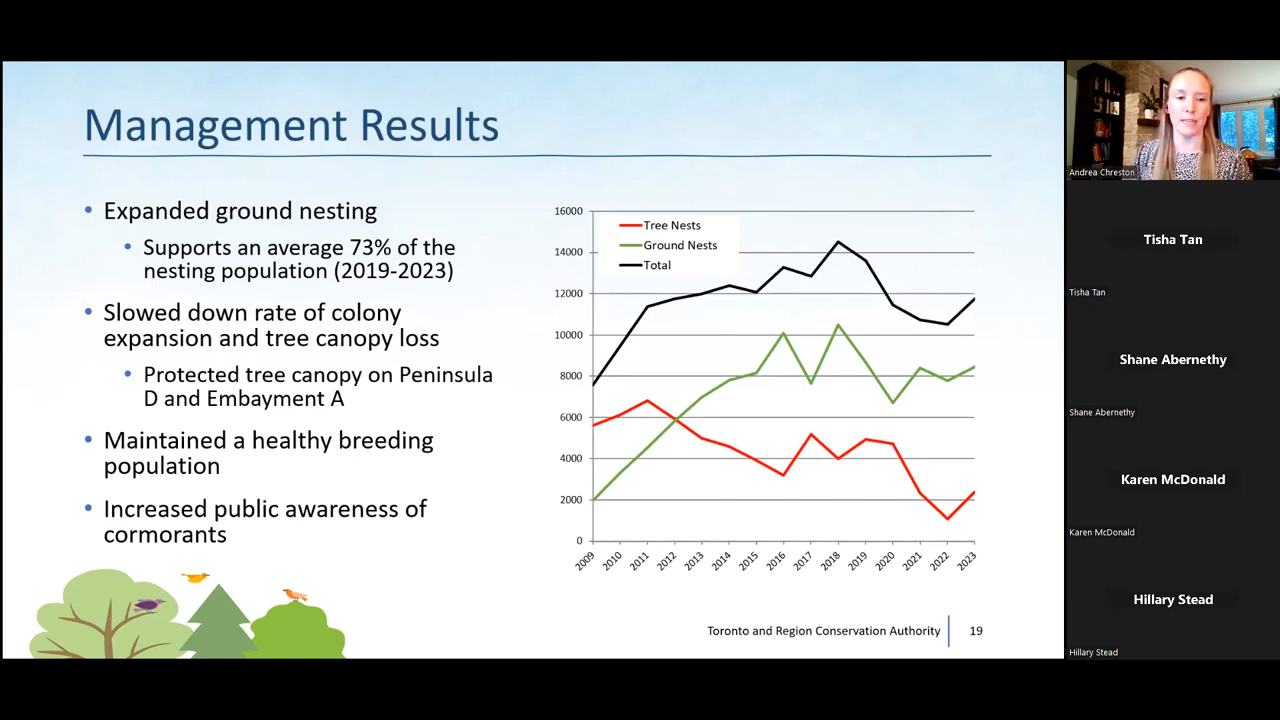 Management Results
• Expanded ground nesting
• Supports an average 73% of the
nesting population (2019-2023)
• Slowed down rate of colony
expansion and tree canopy loss
• Protected tree canopy on Peninsula
D and Embayment A
• Maintained a healthy breeding
population
• Increased public awareness of
cormorants
16000
14000
12000
10000
8000
6000
4000
2000
0
Tree Nests
Ground Nests
Total
2009
2010
2011
2012
2013
2014
2015
2016
2017
2018
2019
2020
2021
2022
2023
Toronto and Region Conservation Authority
19
Andrea Chreston
Tisha Tan
Tisha Tan
Shane Abernethy
Shane Abernethy
Karen McDonald
Karen McDonald
Hillary Stead
Hillary Stead